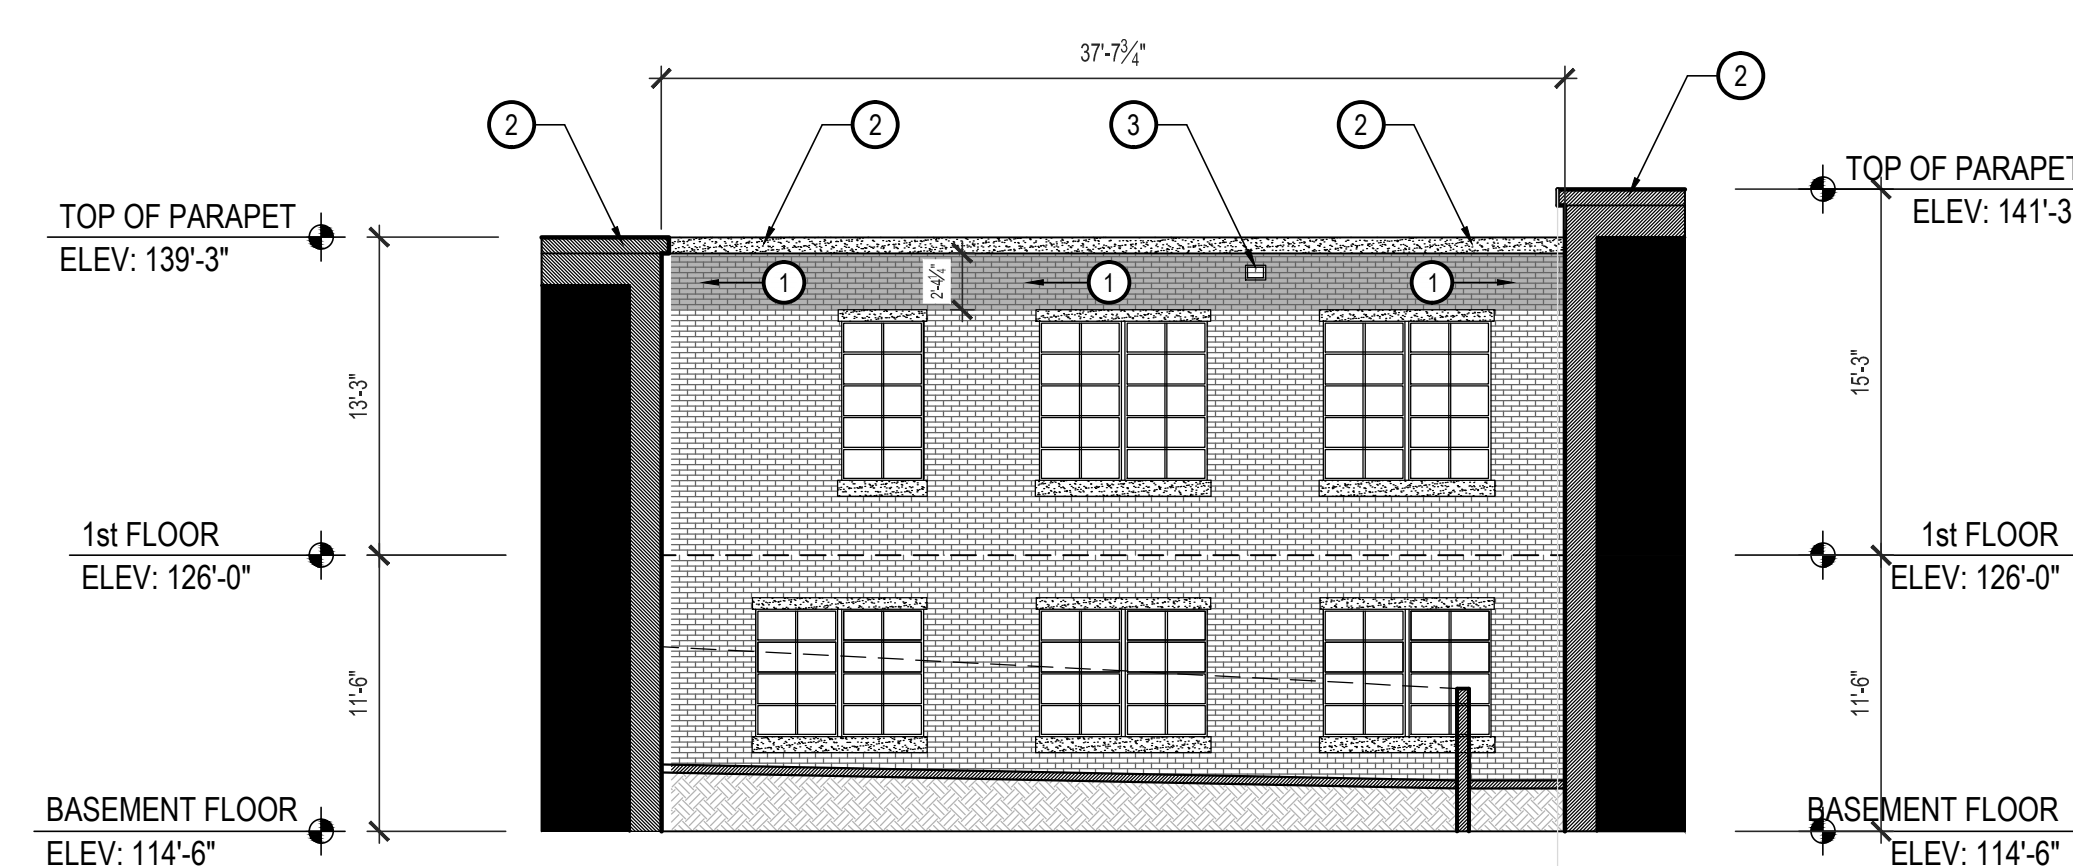 37'-7¾"
2
2
2
3
2
TOP OF PARAPET
ELEV: 139'-3"
TOP OF PARAPET
ELEV: 141'-3
1
2'-4¼"
1
1
13'-3"
15'-3"
1st FLOOR
ELEV: 126'-0"
1st FLOOR
ELEV: 126'-0"
11'-6"
11'-6"
BASEMENT FLOOR
ELEV: 114'-6"
BASEMENT FLOOR
ELEV: 114'-6"